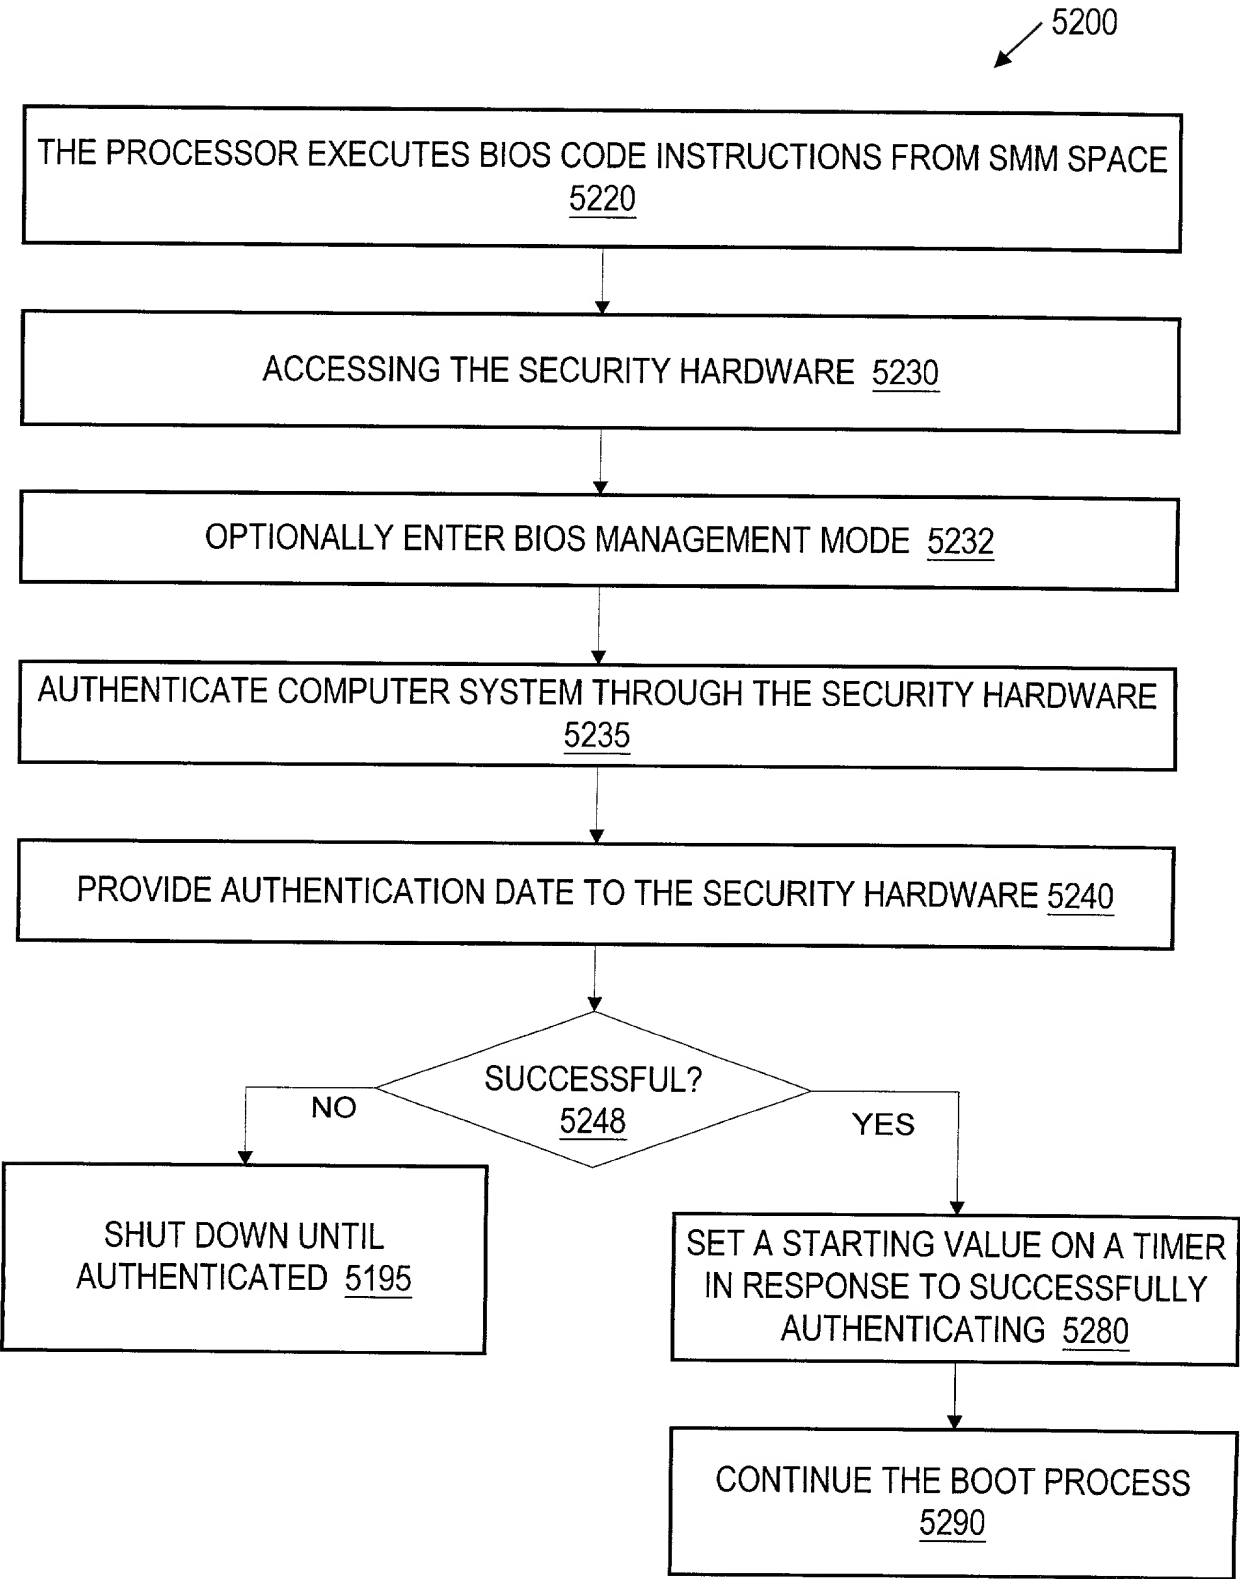 5200
THE PROCESSOR EXECUTES BIOS CODE INSTRUCTIONS FROM SMM SPACE
5220
ACCESSING THE SECURITY HARDWARE 5230
OPTIONALLY ENTER BIOS MANAGEMENT MODE 5232
AUTHENTICATE COMPUTER SYSTEM THROUGH THE SECURITY HARDWARE
5235
PROVIDE AUTHENTICATION DATE TO THE SECURITY HARDWARE 5240
SUCCESSFUL?
5248
NO
YES
SHUT DOWN UNTIL
AUTHENTICATED 5195
SET A STARTING VALUE ON A TIMER
IN RESPONSE TO SUCCESSFULLY
AUTHENTICATING 5280
CONTINUE THE BOOT PROCESS
5290